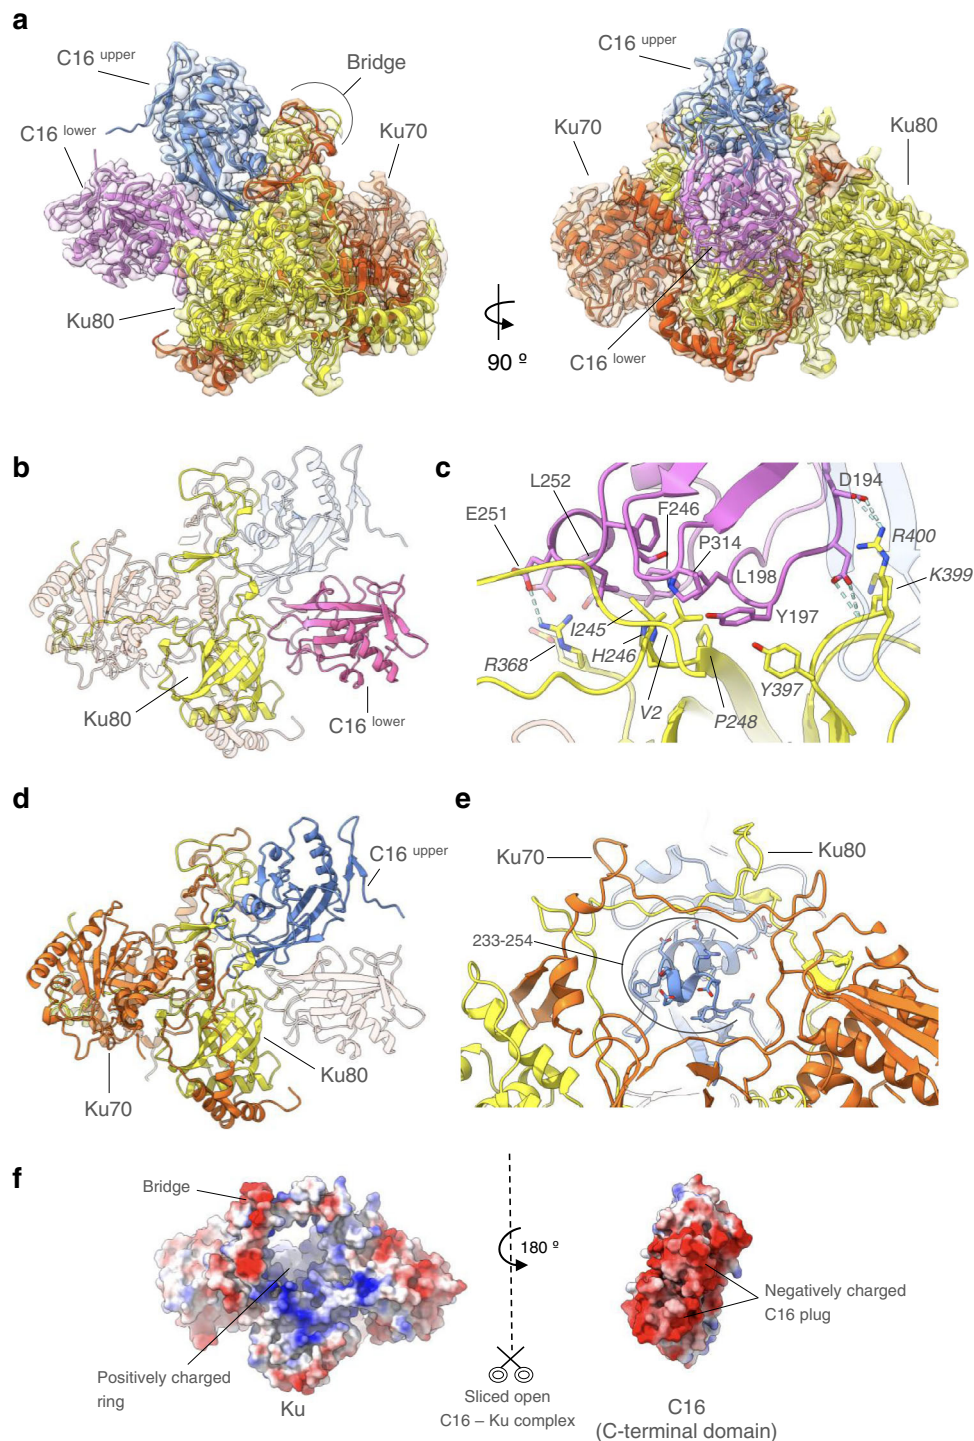 a
C16 upper
Bridge
C16 lower
Ku70
Ku80
90 º
C16 upper
Ku70
Ku80
C16 lower
b
Ku80
C16 lower
c
L252
E251
F246
P314
D194
R400
K399
L198
Y197
I245
H246
R368
V2
P248
Y397
d
C16 upper
Ku70
Ku80
e
Ku70
Ku80
233-254
f
Bridge
Positively charged
ring
Ku
180 º
Sliced open
C16 – Ku complex
Negatively charged
C16 plug
C16
(C-terminal domain)